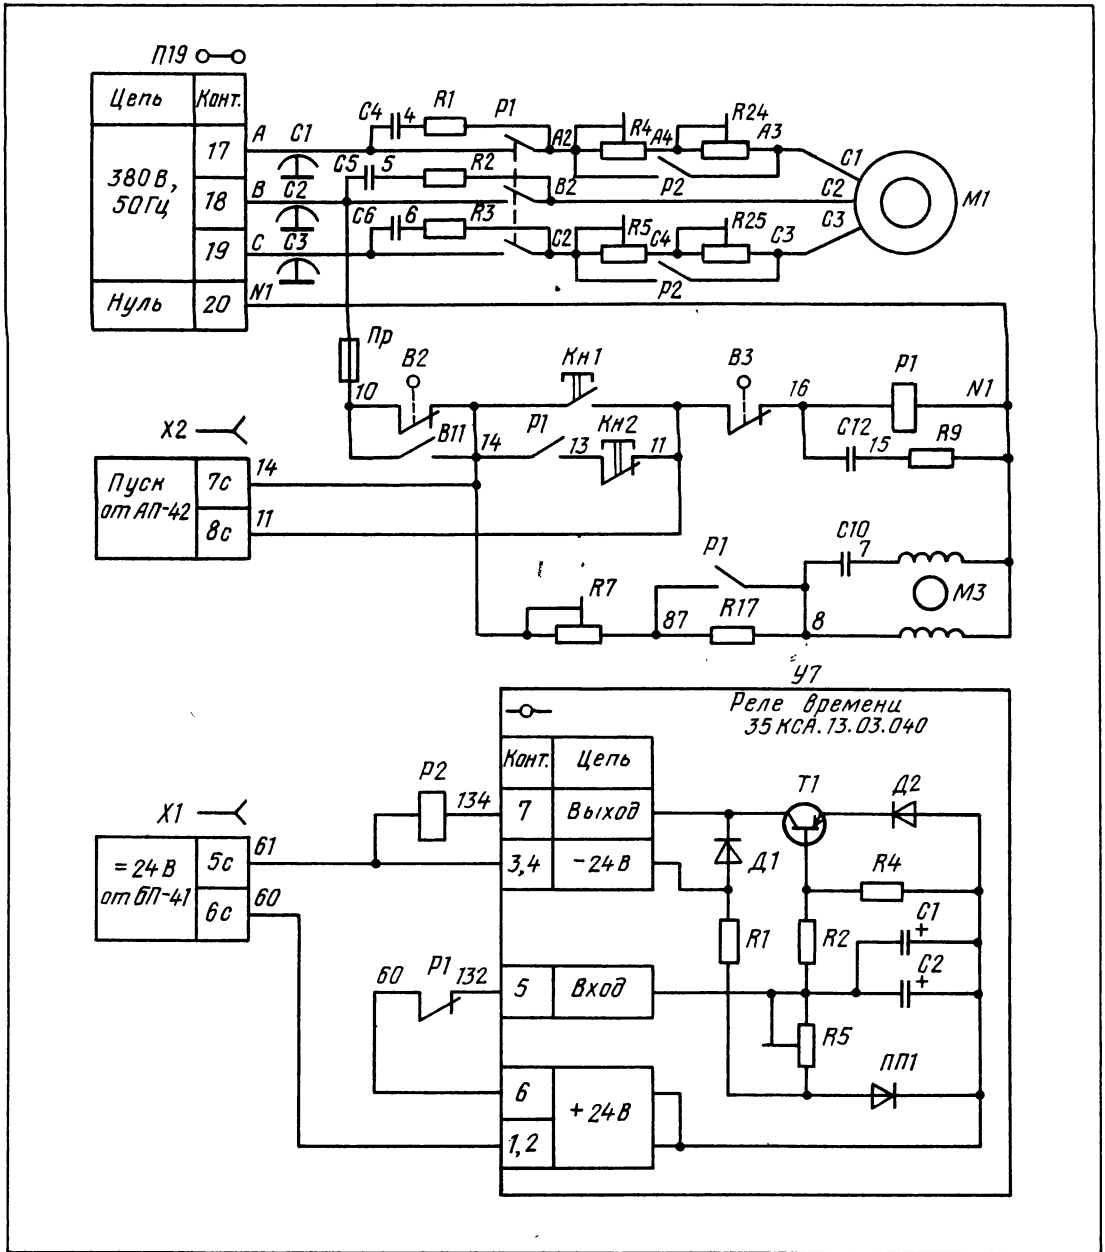 П19
Цепь Конт.
380 В,
50 Гц
17
18
19
Нуль 20
A C1
B C2
C C3
N1
C4 4 R1 P1
C5 5 R2
C6 6 R3
A2 R4 A4 R24 A3
P2
B2
C2 R5 C4 R25 C3
P2
C1
C2
C3
M1
Пр
10
B2
B11
Кн1
14 P1 13 Кн2 11
B3
16
P1
N1
C12 15 R9
X2
Пуск
от АП-42
7с 14
8с 11
R7
87
P1
R17
8
C10
7
M3
У7
Реле времени
35 КСА.13.03.040
Конт. Цепь
7 Выход
3,4 -24 В
5 Вход
6
1,2
+24 В
P2
134
X1
=24 В
от БП-41
5с 61
6с 60
60 P1 132
T1
Д2
Д1
R4
R1
R2
C1
+
C2
+
R5
ПП1